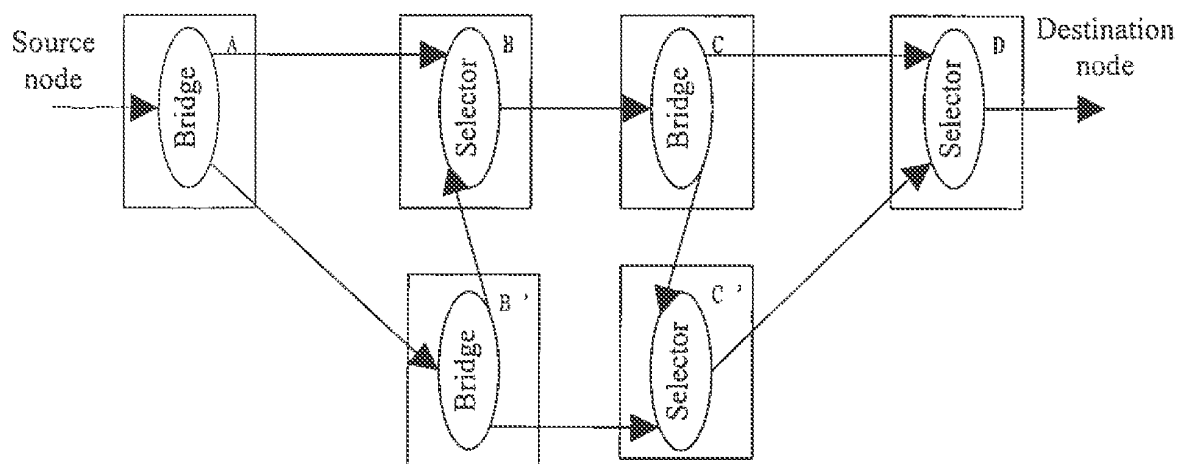 Source
node
A
Bridge
B
Selector
C
Bridge
D
Selector
Destination
node
B '
Bridge
C '
Selector